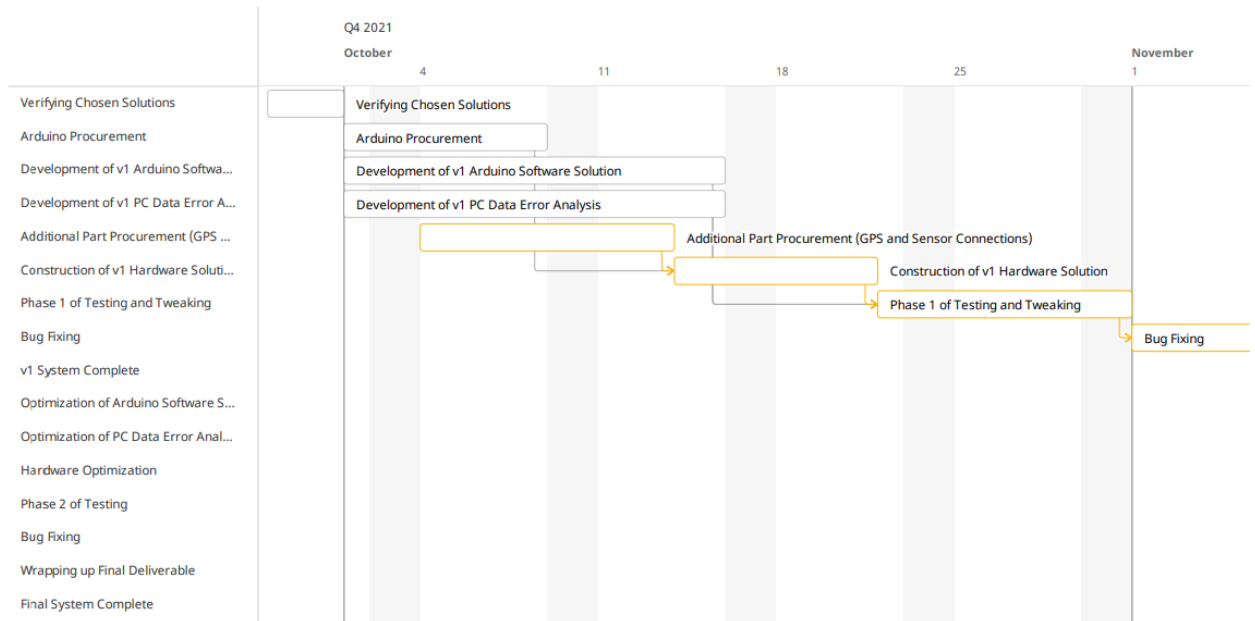 Q4 2021
October
November
4
11
18
25
1
Verifying Chosen Solutions
Verifying Chosen Solutions
Arduino Procurement
Arduino Procurement
Development of v1 Arduino Softwa...
Development of v1 Arduino Software Solution
Development of v1 PC Data Error A...
Development of v1 PC Data Error Analysis
Additional Part Procurement (GPS ...
Additional Part Procurement (GPS and Sensor Connections)
Construction of v1 Hardware Soluti...
Construction of v1 Hardware Solution
Phase 1 of Testing and Tweaking
Phase 1 of Testing and Tweaking
Bug Fixing
Bug Fixing
v1 System Complete
Optimization of Arduino Software S...
Optimization of PC Data Error Anal...
Hardware Optimization
Phase 2 of Testing
Bug Fixing
Wrapping up Final Deliverable
Final System Complete